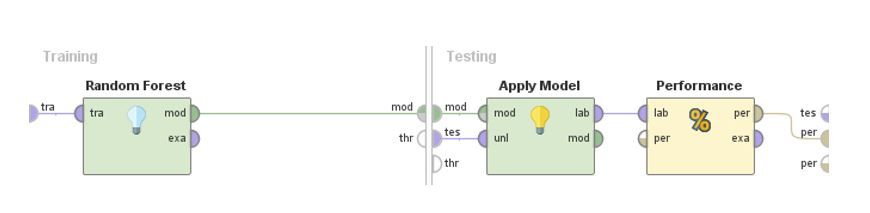 Training
Testing
Random Forest
Apply Model
Performance
tra
tra
mod
mod
mod
mod
lab
lab
per
tes
exa
thr
tes
unl
mod
per
exa
per
thr
per
%